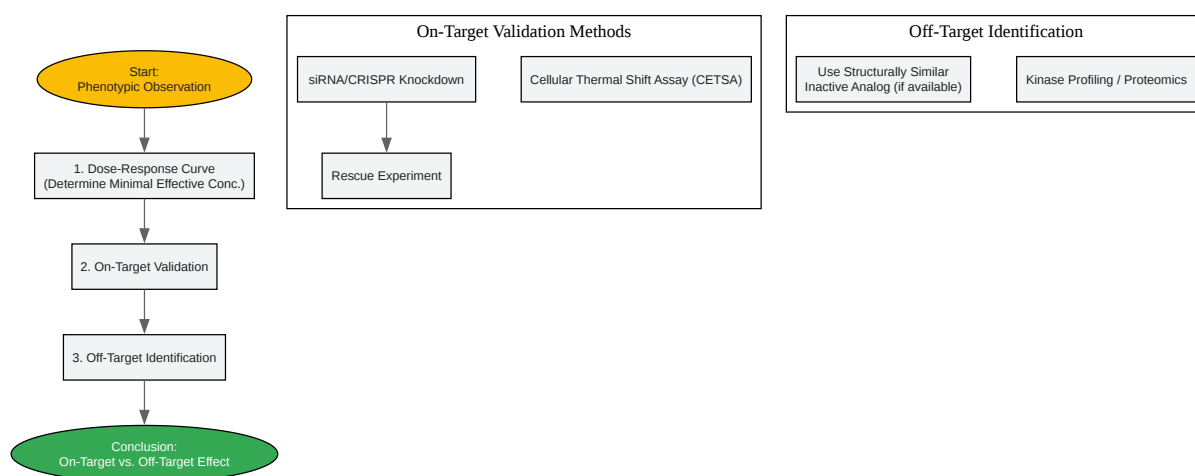 Start:
Phenotypic Observation
1. Dose-Response Curve
(Determine Minimal Effective Conc.)
2. On-Target Validation
3. Off-Target Identification
Conclusion:
On-Target vs. Off-Target Effect
On-Target Validation Methods
siRNA/CRISPR Knockdown
Cellular Thermal Shift Assay (CETSA)
Rescue Experiment
Off-Target Identification
Use Structurally Similar
Inactive Analog (if available)
Kinase Profiling / Proteomics